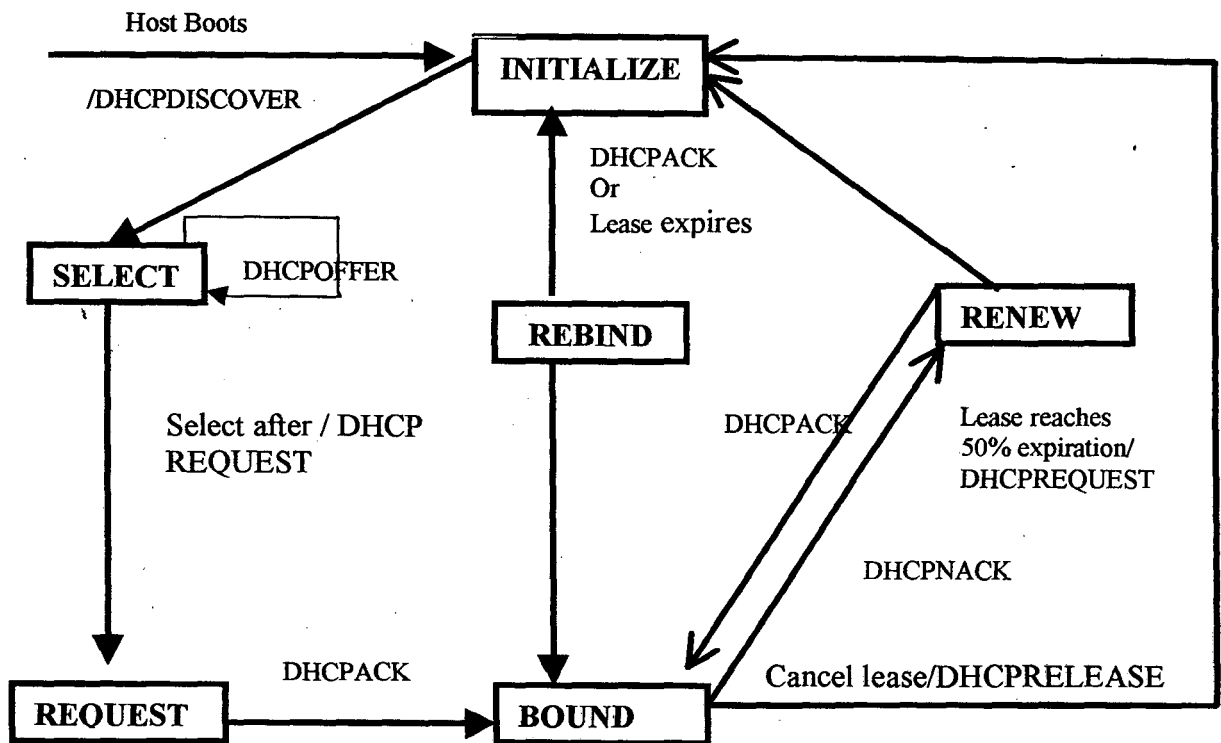 Host Boots
INITIALIZE
/DHCPDISCOVER
DHCPACK
Or
Lease expires
SELECT
DHCPOFFER
REBIND
RENEW
Select after / DHCP
REQUEST
DHCPACK
Lease reaches
50% expiration/
DHCPREQUEST
DHCPNACK
DHCPACK
Cancel lease/DHCPRELEASE
REQUEST
BOUND